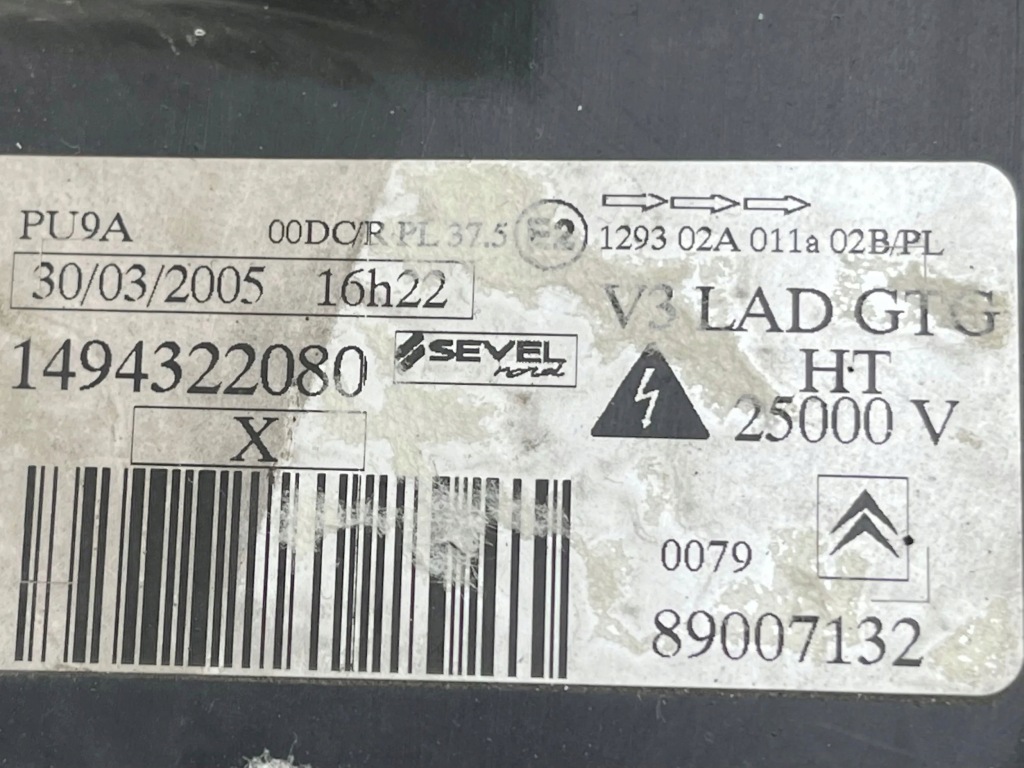 PU9A 00DC/R PL 37.5 E2 1293 02A 011a 02B/PL
30/03/2005 16h22
V3 LAD GTG
1494322080 SEVEL nord
HT
25000 V
X
0079
89007132